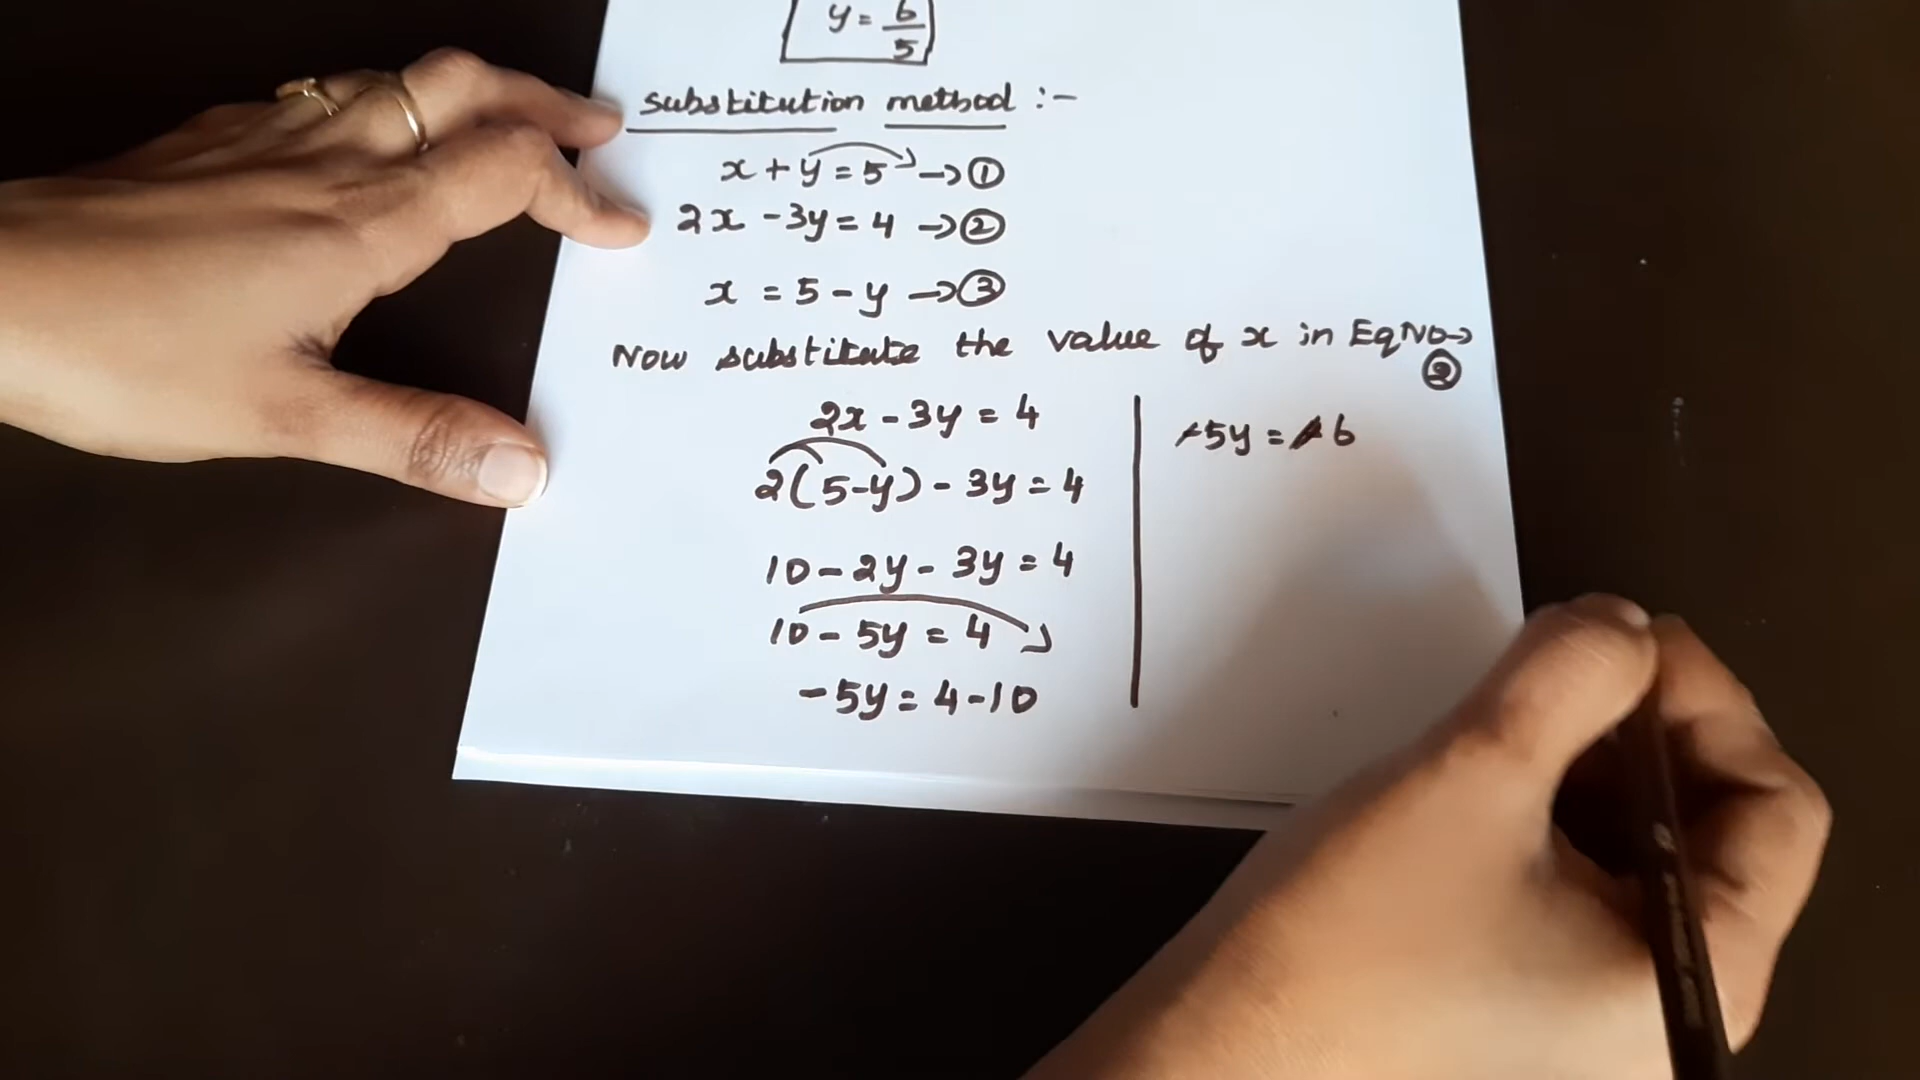 y = 6/5
substitution method :-
x + y = 5 → ①
2x - 3y = 4 → ②
x = 5 - y → ③
Now substitute the value of x in EqNo →
②
2x - 3y = 4
2(5-y) - 3y = 4
10 - 2y - 3y = 4
10 - 5y = 4
-5y = 4 - 10
-5y = -6